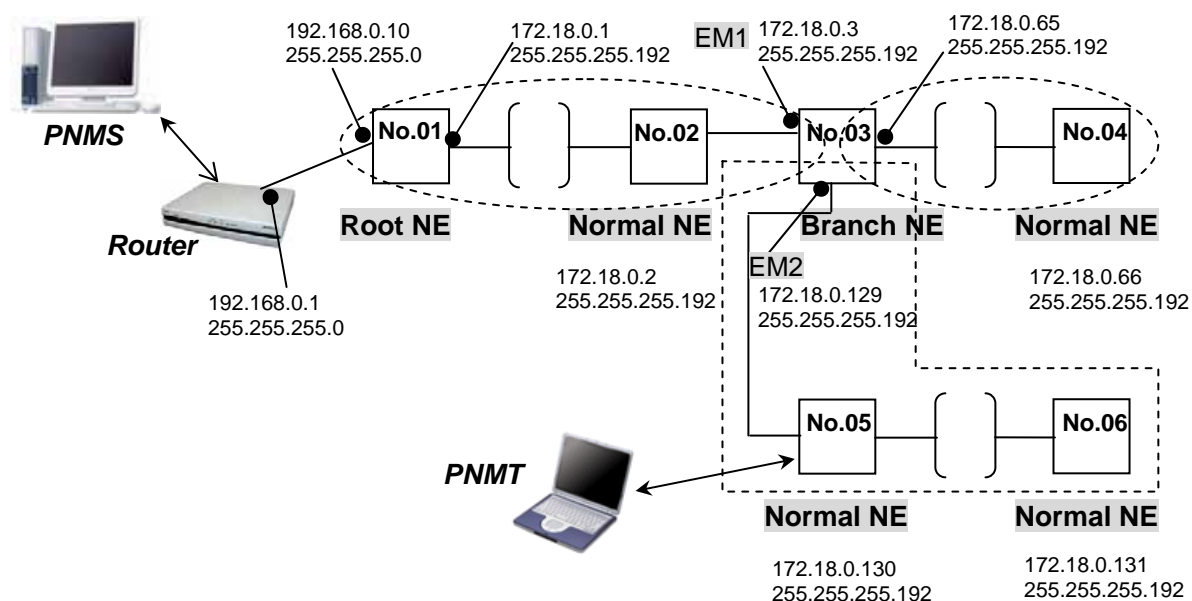 192.168.0.10
255.255.255.0
172.18.0.1
255.255.255.192
EM1
172.18.0.3
255.255.255.192
172.18.0.65
255.255.255.192
PNMS
No.01
No.02
No.03
No.04
Router
Root NE
Normal NE
Branch NE
Normal NE
192.168.0.1
255.255.255.0
172.18.0.2
255.255.255.192
EM2
172.18.0.129
255.255.255.192
172.18.0.66
255.255.255.192
PNMT
No.05
No.06
Normal NE
Normal NE
172.18.0.130
255.255.255.192
172.18.0.131
255.255.255.192